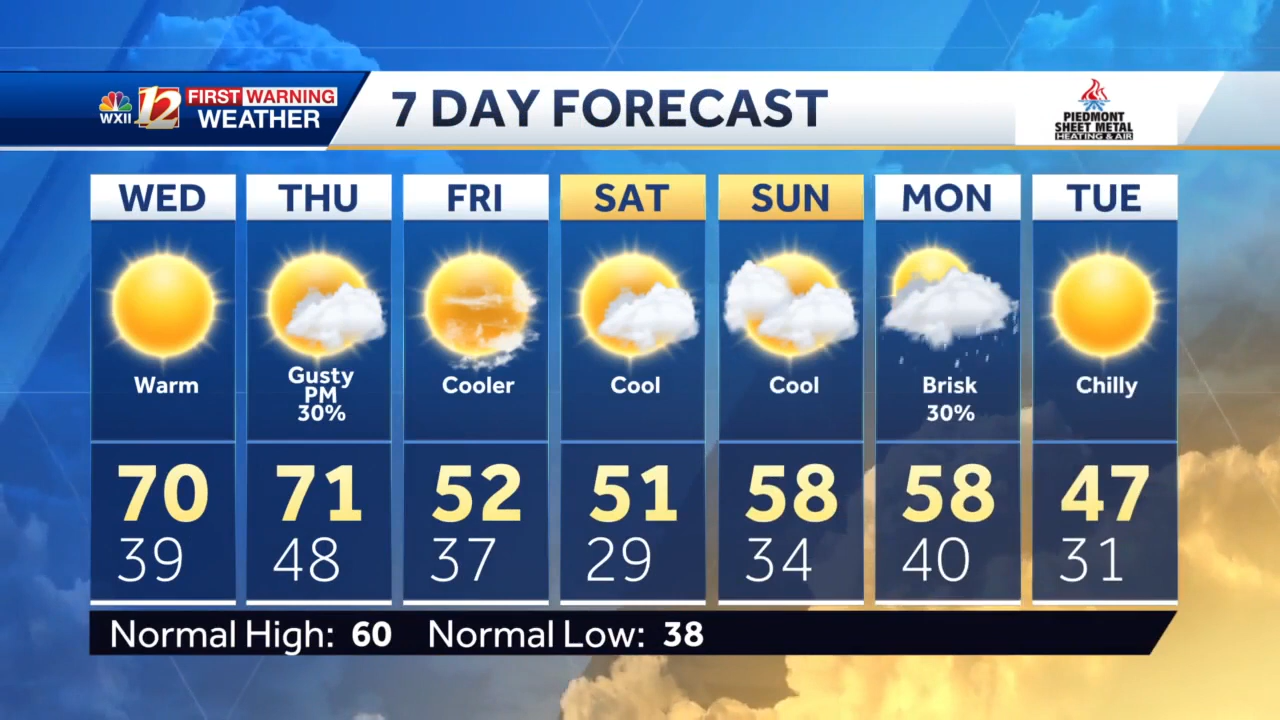 WXII 12 FIRST WARNING
WEATHER
7 DAY FORECAST
PIEDMONT
SHEET METAL
HEATING & AIR
WED THU FRI SAT SUN MON TUE
Warm
Gusty
PM
30%
Cooler
Cool
Cool
Brisk
30%
Chilly
70 71 52 51 58 58 47
39 48 37 29 34 40 31
Normal High: 60 Normal Low: 38